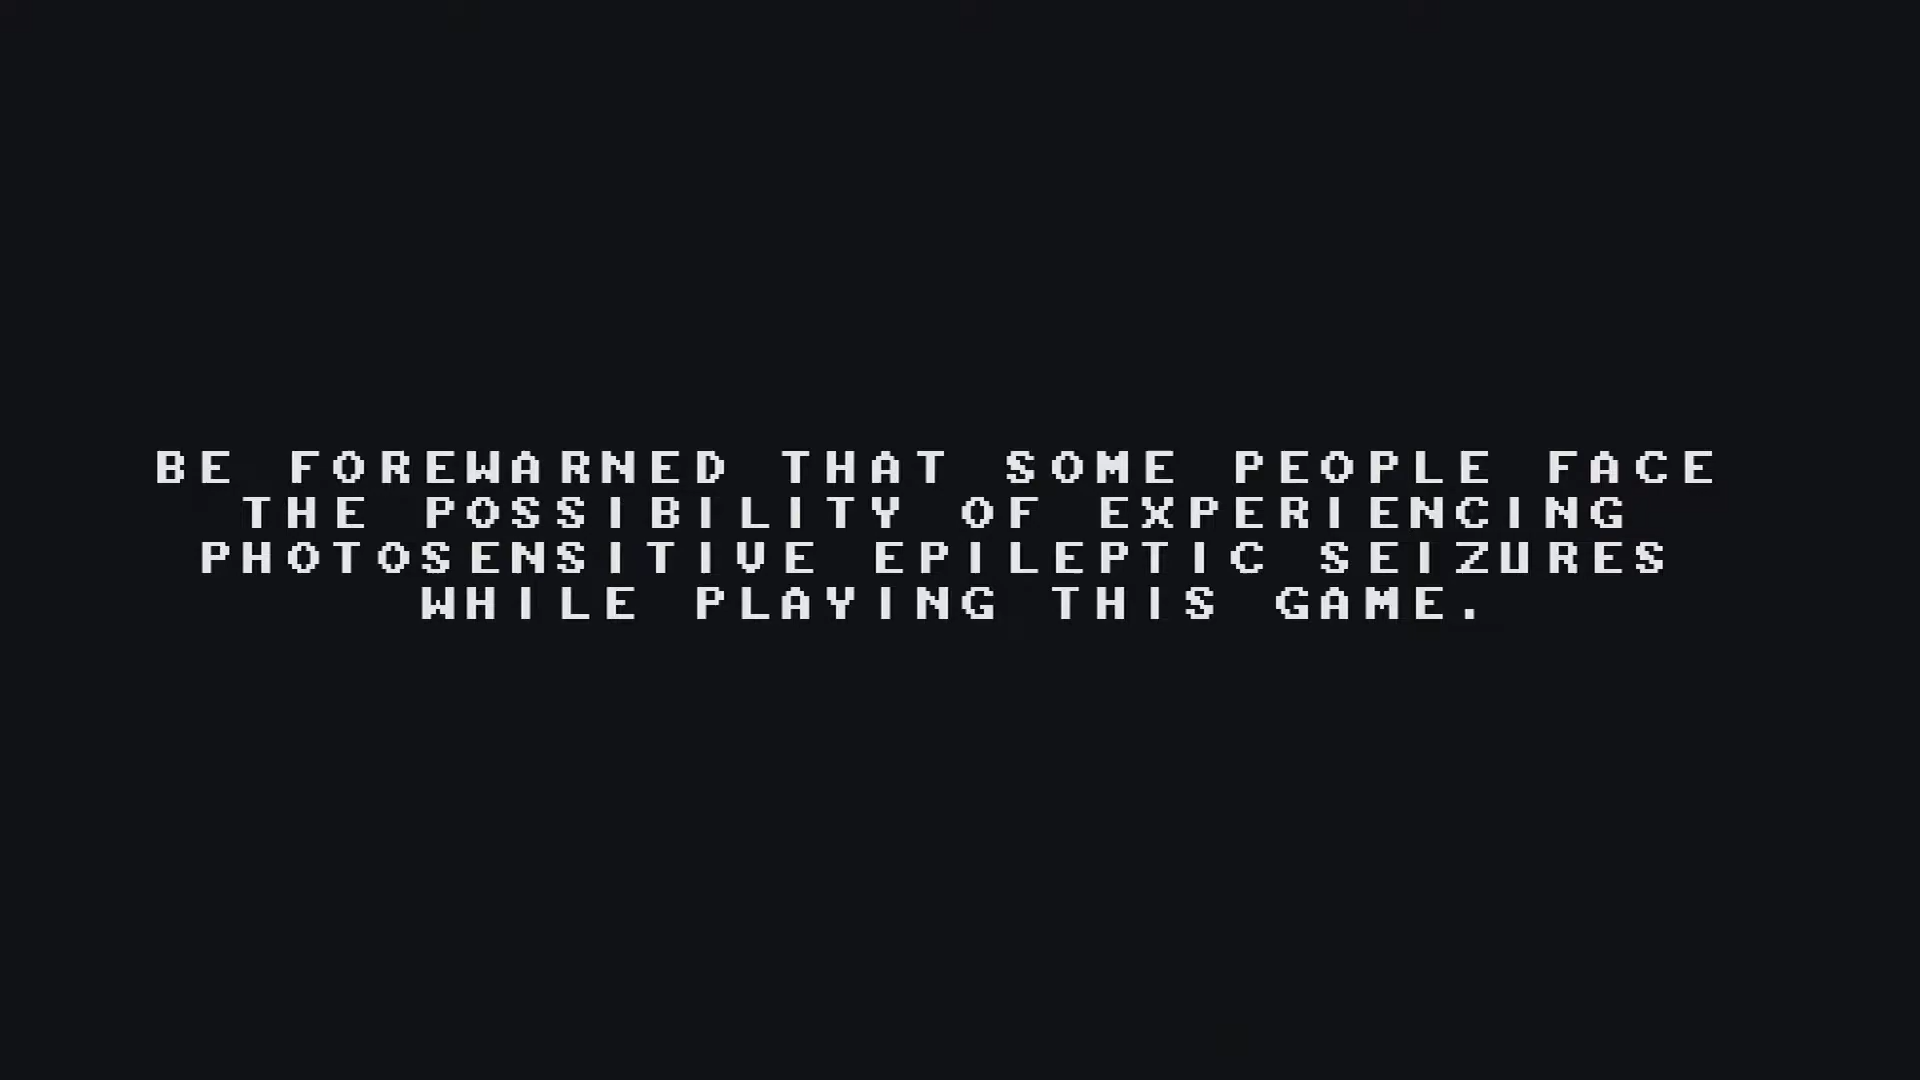 BE FOREWARNED THAT SOME PEOPLE FACE
THE POSSIBILITY OF EXPERIENCING
PHOTOSENSITIVE EPILEPTIC SEIZURES
WHILE PLAYING THIS GAME.